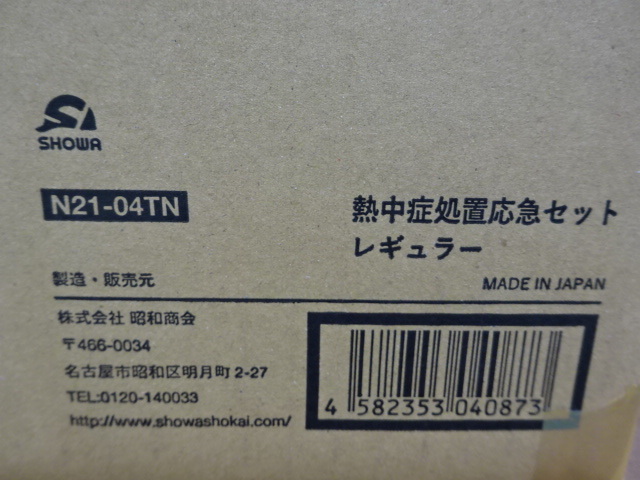 SHOWA
N21-04TN
熱中症処置応急セット
レギュラー
製造・販売元
MADE IN JAPAN
株式会社 昭和商会
〒466-0034
名古屋市昭和区明月町2-27
TEL:0120-140033
http://www.showashokai.com/
4 582353 040873